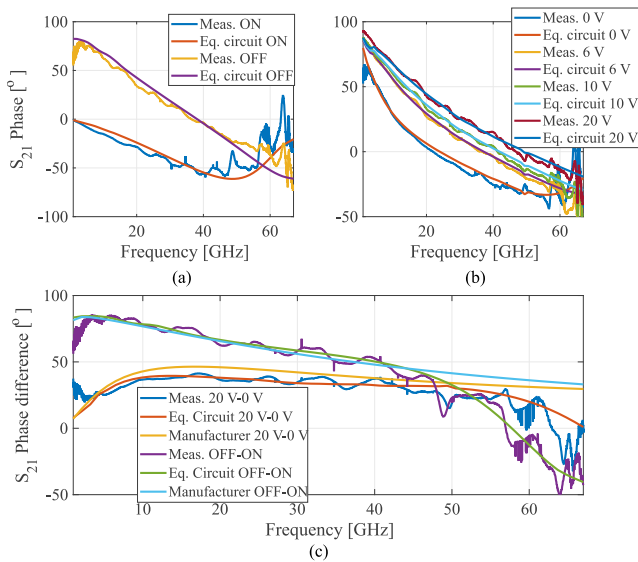 100
50
0
-50
-100
S21 Phase [°]
Meas. ON
Eq. circuit ON
Meas. OFF
Eq. circuit OFF
20
40
60
Frequency [GHz]
(a)
100
50
0
-50
Meas. 0 V
Eq. circuit 0 V
Meas. 6 V
Eq. circuit 6 V
Meas. 10 V
Eq. circuit 10 V
Meas. 20 V
Eq. circuit 20 V
20
40
60
Frequency [GHz]
(b)
100
50
0
-50
S21 Phase difference [°]
Meas. 20 V-0 V
Eq. Circuit 20 V-0 V
Manufacturer 20 V-0 V
Meas. OFF-ON
Eq. Circuit OFF-ON
Manufacturer OFF-ON
10
20
30
40
50
60
Frequency [GHz]
(c)